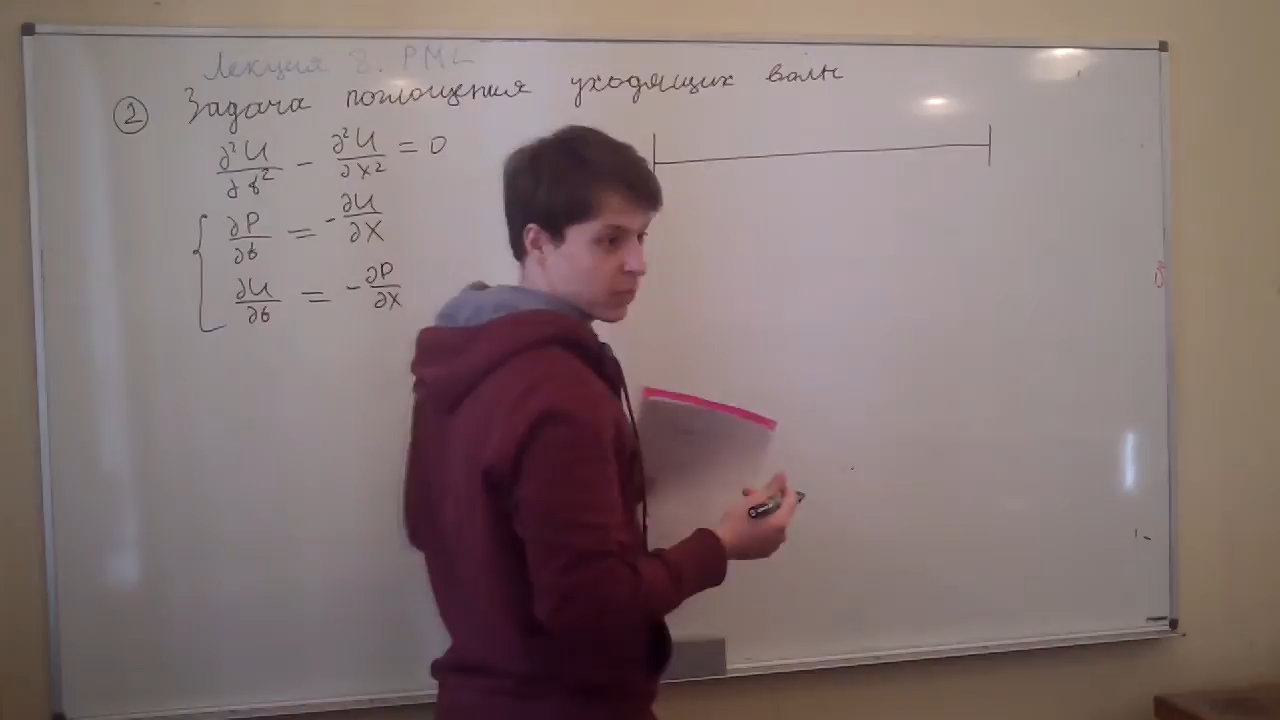 Лекция 8. PML
② Задача поглощения уходящих волн
∂²U/∂t² − ∂²U/∂x² = 0
{ ∂P/∂t = −∂U/∂x
∂U/∂t = −∂P/∂x